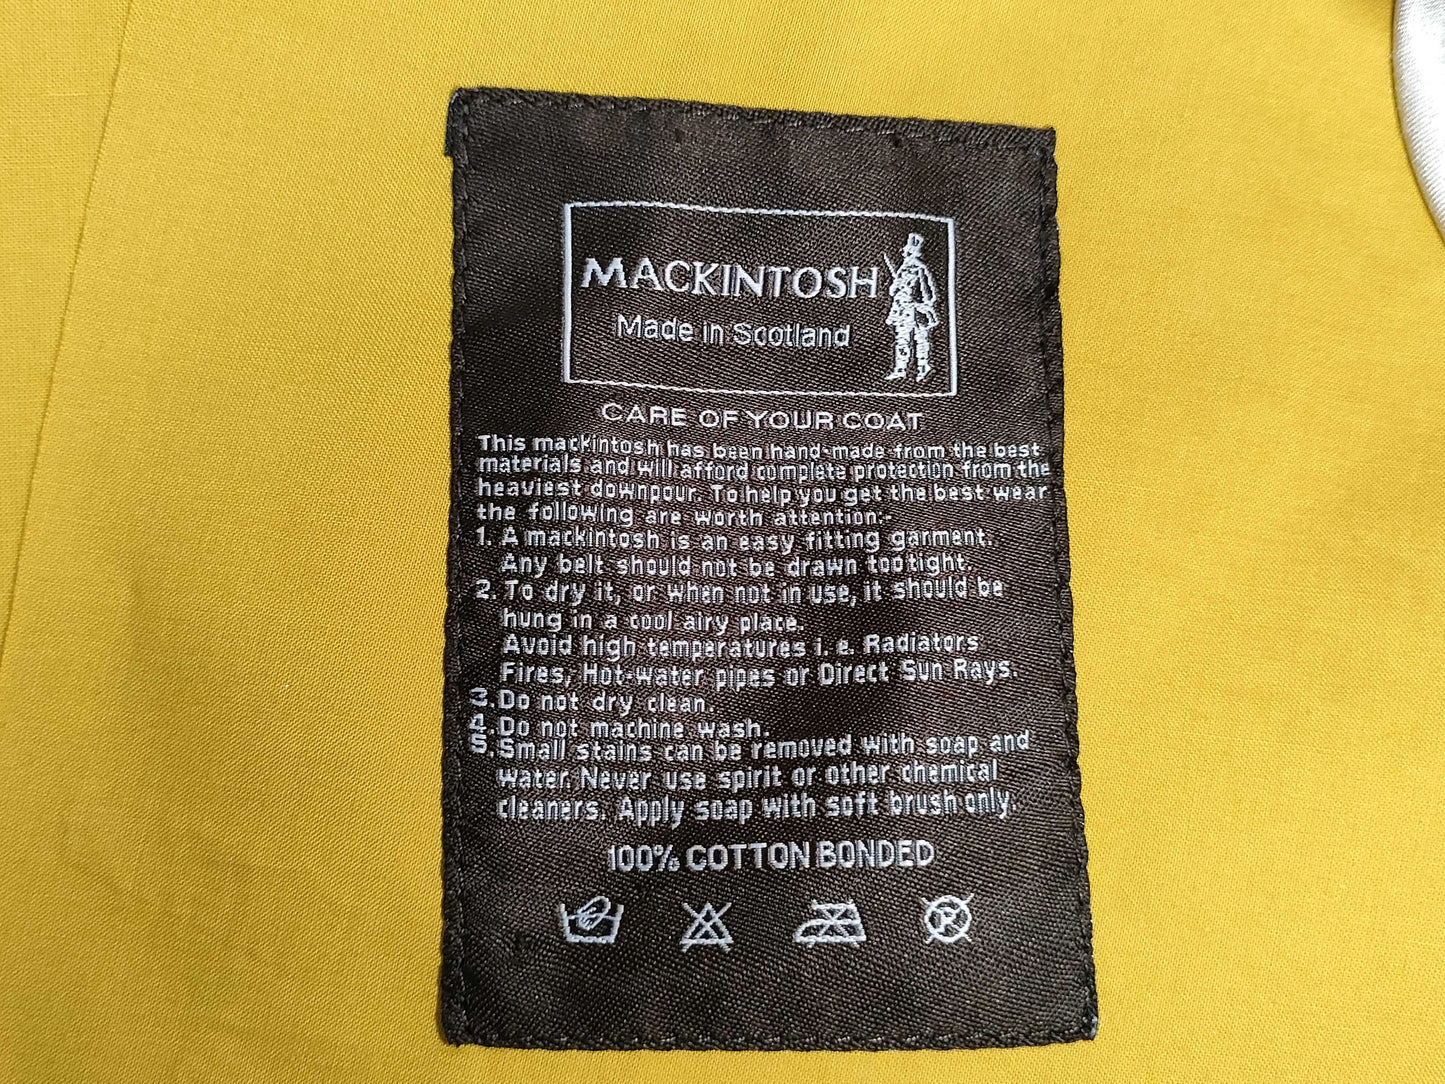 MACKINTOSH
Made in Scotland
CARE OF YOUR COAT
This mackintosh has been hand-made from the best
materials and will afford complete protection from the
heaviest downpour. To help you get the best wear
the following are worth attention:-
1. A mackintosh is an easy fitting garment.
Any belt should not be drawn too tight.
2. To dry it, or when not in use, it should be
hung in a cool airy place.
Avoid high temperatures i. e. Radiators
Fires, Hot-water pipes or Direct Sun Rays.
3. Do not dry clean.
4. Do not machine wash.
5. Small stains can be removed with soap and
water. Never use spirit or other chemical
cleaners. Apply soap with soft brush only.
100% COTTON BONDED
P